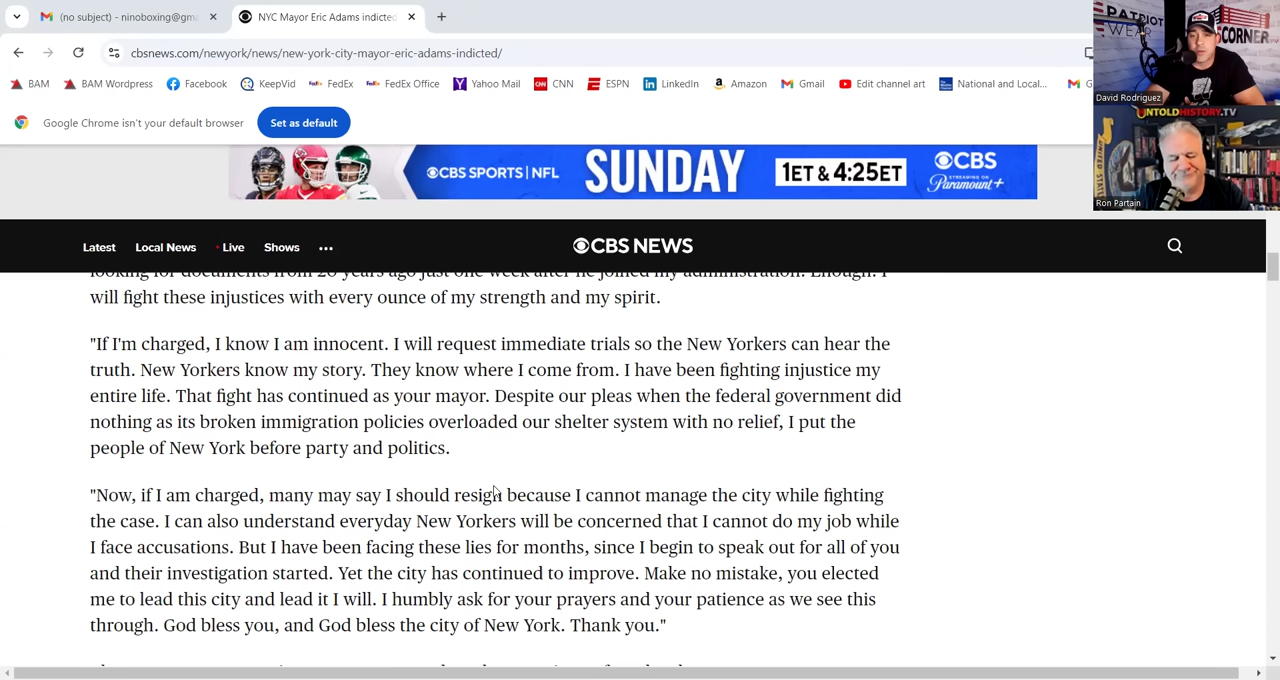 (no subject) - ninoboxing@gma
NYC Mayor Eric Adams indicted
cbsnews.com/newyork/news/new-york-city-mayor-eric-adams-indicted/
BAM
BAM Wordpress
Facebook
KeepVid
FedEx
FedEx Office
Yahoo Mail
CNN
ESPN
LinkedIn
Amazon
Gmail
Edit channel art
National and Local...
G
Google Chrome isn't your default browser
Set as default
PATRIOT
WEAR
CORNER
David Rodriguez
UNTOLDHISTORY.TV
Ron Partain
CBS SPORTS | NFL
SUNDAY
1ET & 4:25ET
CBS
STREAMING ON
Paramount+
Latest
Local News
Live
Shows
CBS NEWS
looking for documents from 20 years ago just one week after he joined my administration. Enough. I
will fight these injustices with every ounce of my strength and my spirit.
"If I'm charged, I know I am innocent. I will request immediate trials so the New Yorkers can hear the
truth. New Yorkers know my story. They know where I come from. I have been fighting injustice my
entire life. That fight has continued as your mayor. Despite our pleas when the federal government did
nothing as its broken immigration policies overloaded our shelter system with no relief, I put the
people of New York before party and politics.
"Now, if I am charged, many may say I should resign because I cannot manage the city while fighting
the case. I can also understand everyday New Yorkers will be concerned that I cannot do my job while
I face accusations. But I have been facing these lies for months, since I begin to speak out for all of you
and their investigation started. Yet the city has continued to improve. Make no mistake, you elected
me to lead this city and lead it I will. I humbly ask for your prayers and your patience as we see this
through. God bless you, and God bless the city of New York. Thank you."